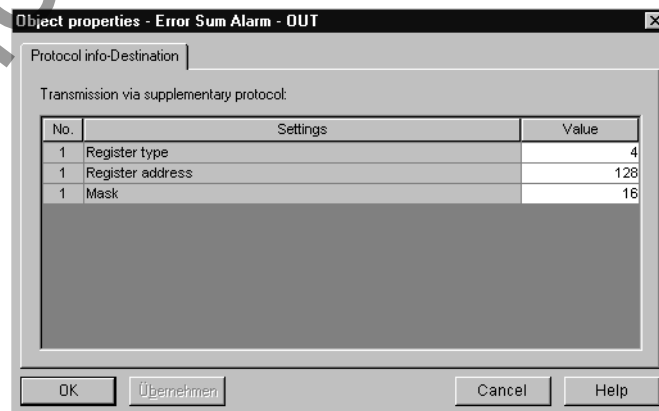 Object properties - Error Sum Alarm - OUT
Protocol info-Destination
Transmission via supplementary protocol:
No. Settings Value
1 Register type 4
1 Register address 128
1 Mask 16
OK Übernehmen Cancel Help